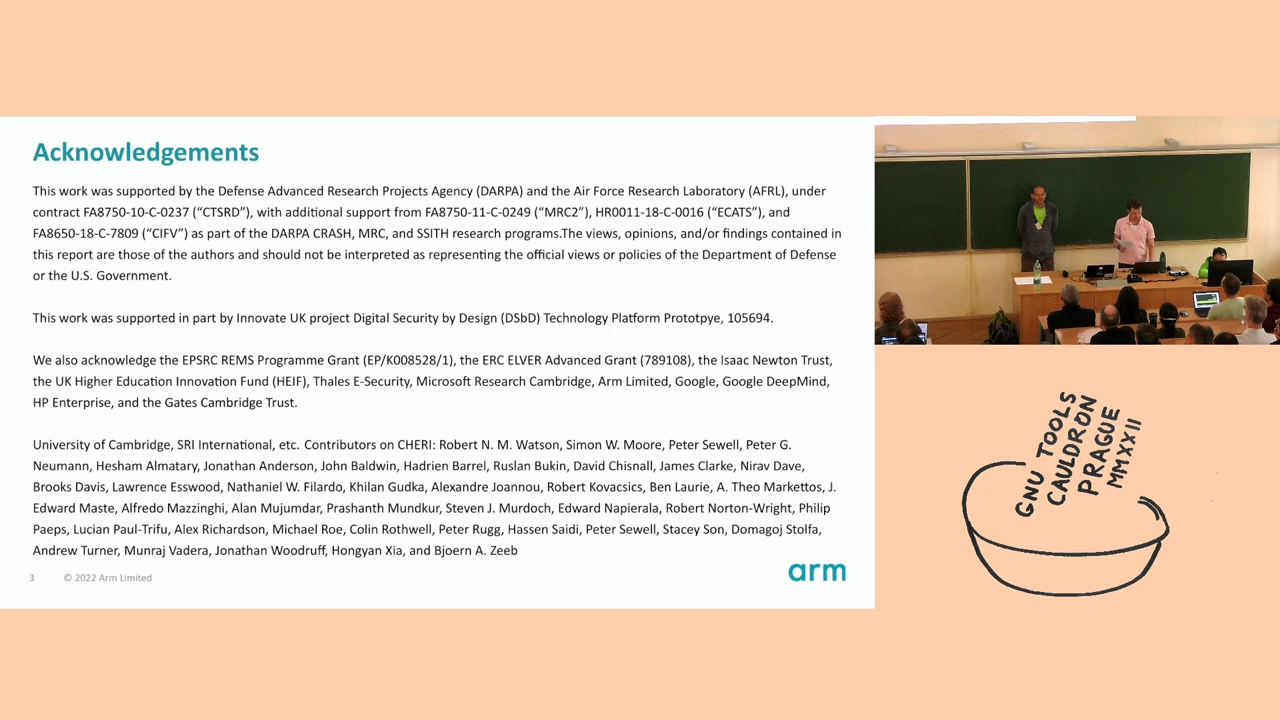 Acknowledgements
This work was supported by the Defense Advanced Research Projects Agency (DARPA) and the Air Force Research Laboratory (AFRL), under
contract FA8750-10-C-0237 (“CTSRD”), with additional support from FA8750-11-C-0249 (“MRC2”), HR0011-18-C-0016 (“ECATS”), and
FA8650-18-C-7809 (“CIFV”) as part of the DARPA CRASH, MRC, and SSITH research programs.The views, opinions, and/or findings contained in
this report are those of the authors and should not be interpreted as representing the official views or policies of the Department of Defense
or the U.S. Government.
This work was supported in part by Innovate UK project Digital Security by Design (DSbD) Technology Platform Prototpye, 105694.
We also acknowledge the EPSRC REMS Programme Grant (EP/K008528/1), the ERC ELVER Advanced Grant (789108), the Isaac Newton Trust,
the UK Higher Education Innovation Fund (HEIF), Thales E-Security, Microsoft Research Cambridge, Arm Limited, Google, Google DeepMind,
HP Enterprise, and the Gates Cambridge Trust.
University of Cambridge, SRI International, etc. Contributors on CHERI: Robert N. M. Watson, Simon W. Moore, Peter Sewell, Peter G.
Neumann, Hesham Almatary, Jonathan Anderson, John Baldwin, Hadrien Barrel, Ruslan Bukin, David Chisnall, James Clarke, Nirav Dave,
Brooks Davis, Lawrence Esswood, Nathaniel W. Filardo, Khilan Gudka, Alexandre Joannou, Robert Kovacsics, Ben Laurie, A. Theo Markettos, J.
Edward Maste, Alfredo Mazzinghi, Alan Mujumdar, Prashanth Mundkur, Steven J. Murdoch, Edward Napierala, Robert Norton-Wright, Philip
Paeps, Lucian Paul-Trifu, Alex Richardson, Michael Roe, Colin Rothwell, Peter Rugg, Hassen Saidi, Peter Sewell, Stacey Son, Domagoj Stolfa,
Andrew Turner, Munraj Vadera, Jonathan Woodruff, Hongyan Xia, and Bjoern A. Zeeb
3 © 2022 Arm Limited
arm
GNU TOOLS
CAULDRON
PRAGUE
MMXXII